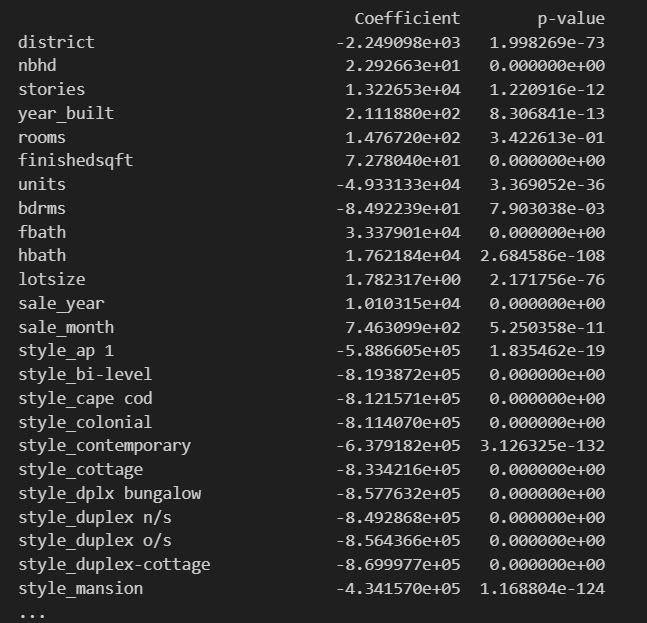 Coefficient p-value
district -2.249098e+03 1.998269e-73
nbhd 2.292663e+01 0.000000e+00
stories 1.322653e+04 1.220916e-12
year_built 2.111880e+02 8.306841e-13
rooms 1.476720e+02 3.422613e-01
finishedsqft 7.278040e+01 0.000000e+00
units -4.933133e+04 3.369052e-36
bdrms -8.492239e+01 7.903038e-03
fbath 3.337901e+04 0.000000e+00
hbath 1.762184e+04 2.684586e-108
lotsize 1.782317e+00 2.171756e-76
sale_year 1.010315e+04 0.000000e+00
sale_month 7.463099e+02 5.250358e-11
style_ap 1 -5.886605e+05 1.835462e-19
style_bi-level -8.193872e+05 0.000000e+00
style_cape cod -8.121571e+05 0.000000e+00
style_colonial -8.114070e+05 0.000000e+00
style_contemporary -6.379182e+05 3.126325e-132
style_cottage -8.334216e+05 0.000000e+00
style_dplx bungalow -8.577632e+05 0.000000e+00
style_duplex n/s -8.492868e+05 0.000000e+00
style_duplex o/s -8.564366e+05 0.000000e+00
style_duplex-cottage -8.699977e+05 0.000000e+00
style_mansion -4.341570e+05 1.168804e-124
...